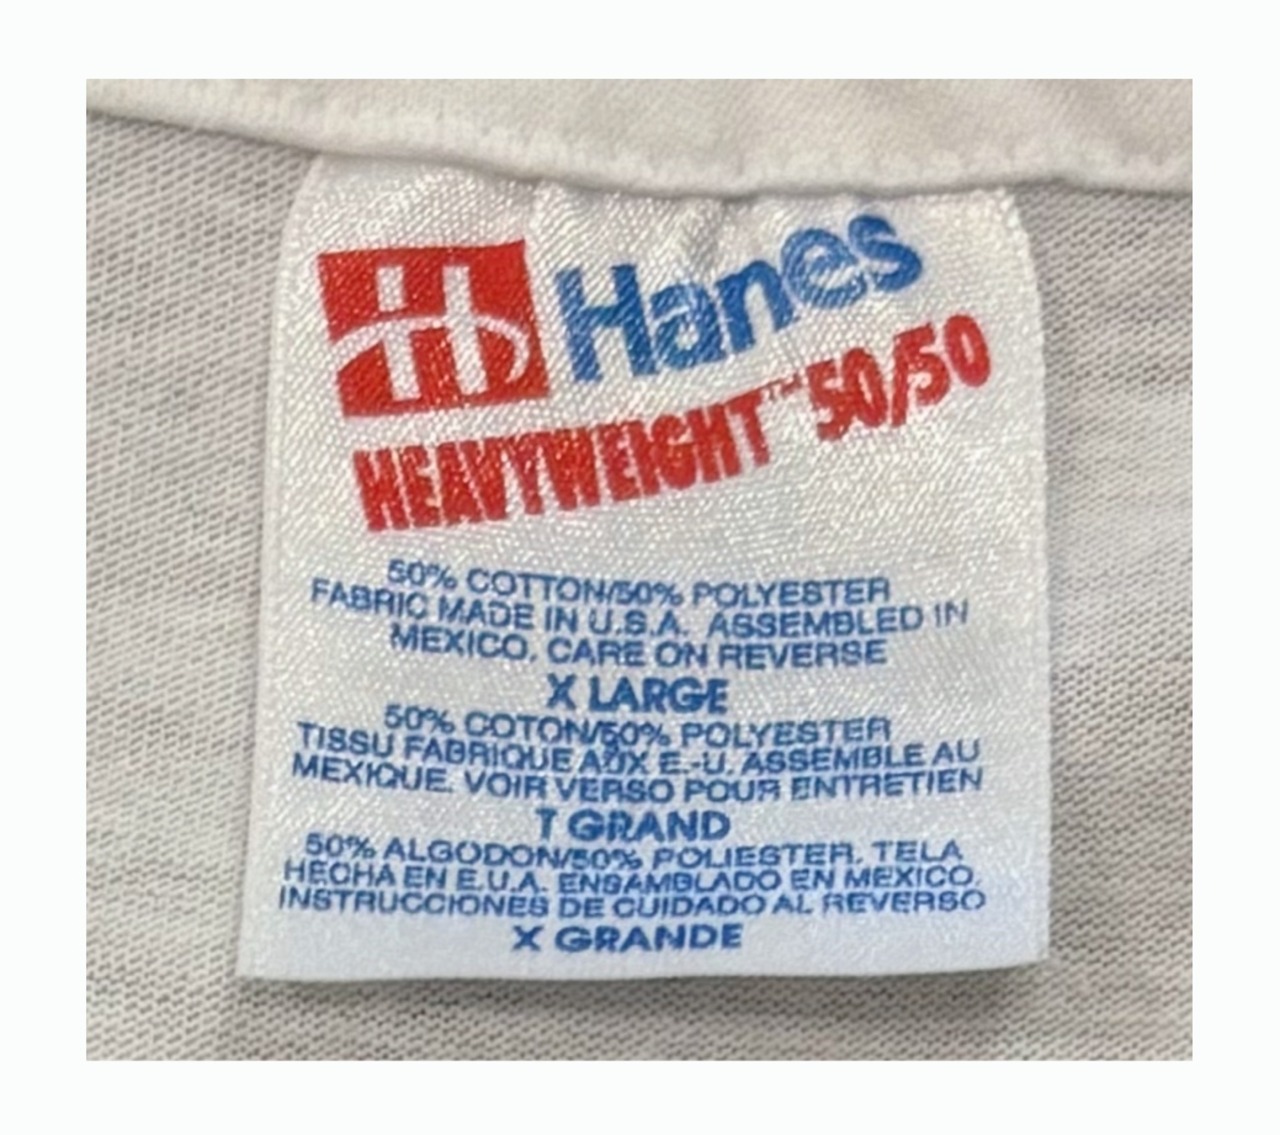 Hanes
HEAVYWEIGHT™ 50/50
50% COTTON/50% POLYESTER
FABRIC MADE IN U.S.A. ASSEMBLED IN
MEXICO. CARE ON REVERSE
X LARGE
50% COTON/50% POLYESTER
TISSU FABRIQUE AUX E.-U. ASSEMBLE AU
MEXIQUE. VOIR VERSO POUR ENTRETIEN
T GRAND
50% ALGODON/50% POLIESTER. TELA
HECHA EN E.U.A. ENSAMBLADO EN MEXICO.
INSTRUCCIONES DE CUIDADO AL REVERSO
X GRANDE